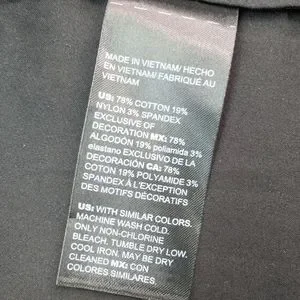 MADE IN VIETNAM/ HECHO
EN VIETNAM/ FABRIQUÉ AU
VIETNAM
US: 78% COTTON 19%
NYLON 3% SPANDEX
EXCLUSIVE OF
DECORATION MX: 78%
ALGODÓN 19% poliamida 3%
elastano EXCLUSIVO DE LA
DECORACIÓN CA: 78%
COTON 19% POLYAMIDE 3%
SPANDEX À L'EXCEPTION
DES MOTIFS DÉCORATIFS
US: WITH SIMILAR COLORS.
MACHINE WASH COLD.
ONLY NON-CHLORINE
BLEACH. TUMBLE DRY LOW.
COOL IRON. MAY BE DRY
CLEANED MX: CON
COLORES SIMILARES